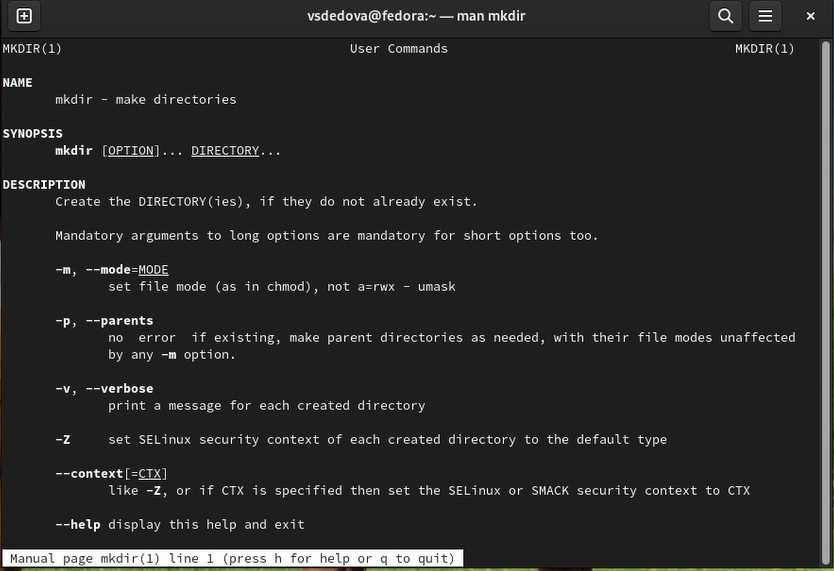 vsdedova@fedora:~ — man mkdir
MKDIR(1) User Commands MKDIR(1)
NAME
mkdir - make directories
SYNOPSIS
mkdir [OPTION]... DIRECTORY...
DESCRIPTION
Create the DIRECTORY(ies), if they do not already exist.
Mandatory arguments to long options are mandatory for short options too.
-m, --mode=MODE
set file mode (as in chmod), not a=rwx - umask
-p, --parents
no error if existing, make parent directories as needed, with their file modes unaffected
by any -m option.
-v, --verbose
print a message for each created directory
-Z set SELinux security context of each created directory to the default type
--context[=CTX]
like -Z, or if CTX is specified then set the SELinux or SMACK security context to CTX
--help display this help and exit
Manual page mkdir(1) line 1 (press h for help or q to quit)